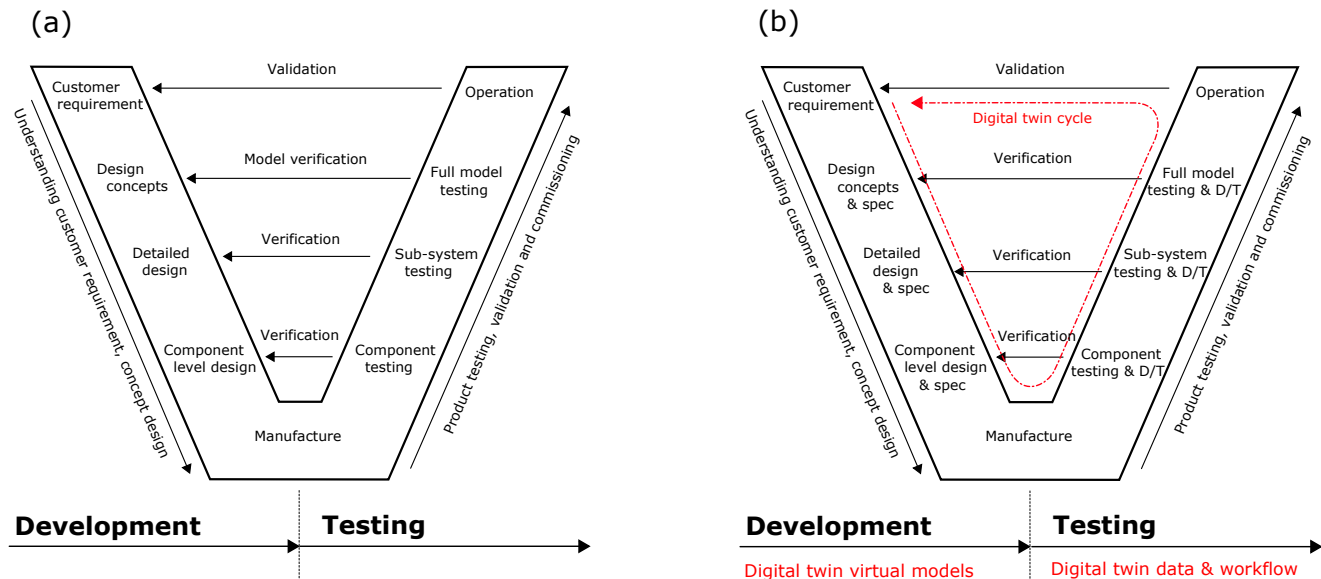 (a)
Customer
requirement
Validation
Operation
Model verification
Design
concepts
Full model
testing
Verification
Detailed
design
Sub-system
testing
Verification
Component
level design
Component
testing
Manufacture
Understanding customer requirement, concept design
Product testing, validation and commissioning
Development
Testing
(b)
Customer
requirement
Validation
Operation
Digital twin cycle
Verification
Design
concepts
& spec
Full model
testing & D/T
Verification
Detailed
design
& spec
Sub-system
testing & D/T
Verification
Component
level design
& spec
Component
testing & D/T
Manufacture
Understanding customer requirement, concept design
Product testing, validation and commissioning
Development
Testing
Digital twin virtual models
Digital twin data & workflow